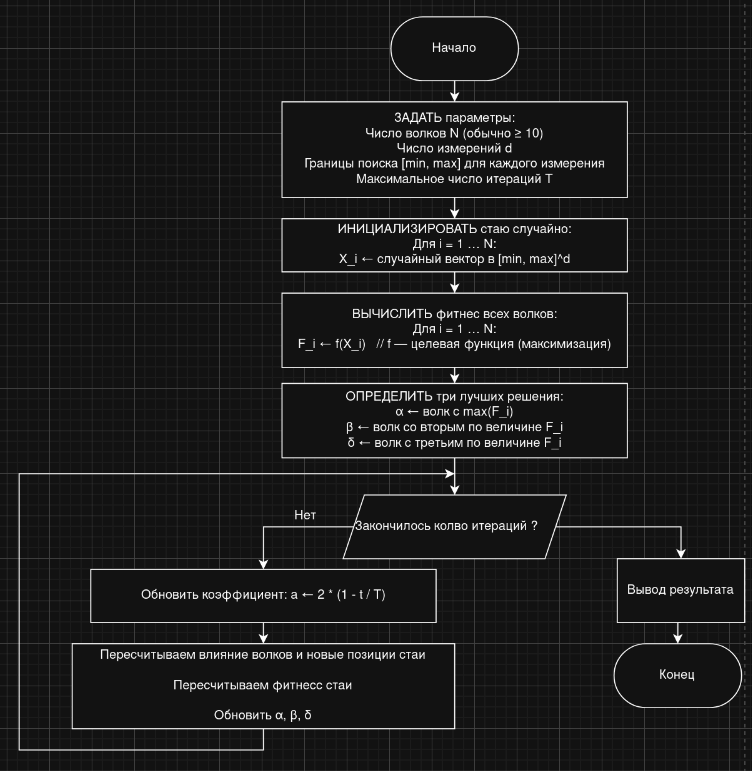 Начало
ЗАДАТЬ параметры:
Число волков N (обычно ≥ 10)
Число измерений d
Границы поиска [min, max] для каждого измерения
Максимальное число итераций T
ИНИЦИАЛИЗИРОВАТЬ стаю случайно:
Для i = 1 … N:
X_i ← случайный вектор в [min, max]^d
ВЫЧИСЛИТЬ фитнес всех волков:
Для i = 1 … N:
F_i ← f(X_i) // f — целевая функция (максимизация)
ОПРЕДЕЛИТЬ три лучших решения:
α ← волк с max(F_i)
β ← волк со вторым по величине F_i
δ ← волк с третьим по величине F_i
Закончилось колво итераций ?
Нет
Обновить коэффициент: a ← 2 * (1 - t / T)
Вывод результата
Пересчитываем влияние волков и новые позиции стаи
Пересчитываем фитнесс стаи
Обновить α, β, δ
Конец